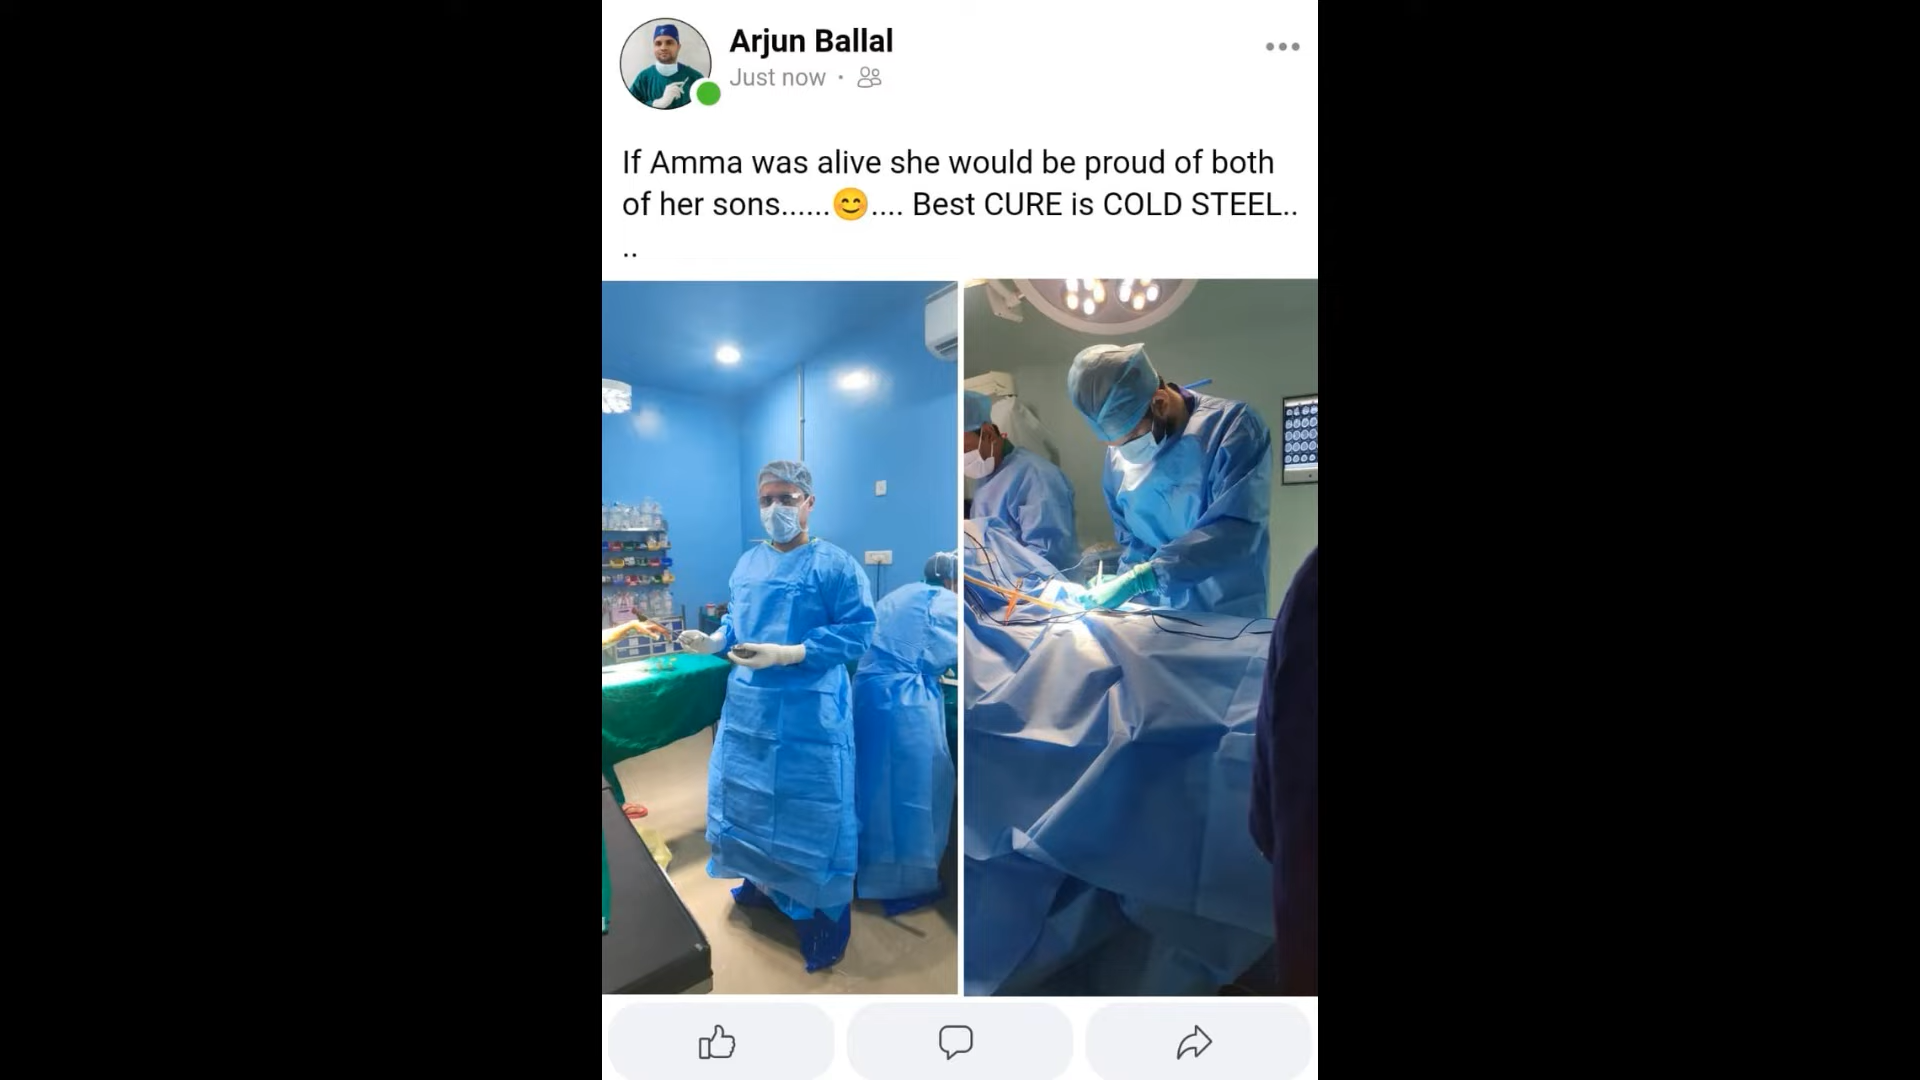 Arjun Ballal
Just now ·
If Amma was alive she would be proud of both
of her sons......😊.... Best CURE is COLD STEEL..
..